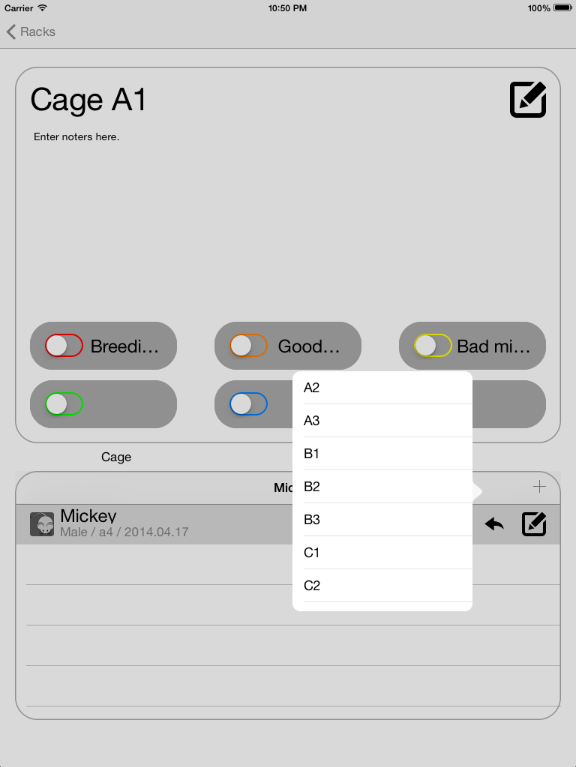 Carrier 10:50 PM 100%
Racks
Cage A1
Enter noters here.
Breedi... Good... Bad mi...
A2
A3
B1
B2
B3
C1
C2
Cage
Mickey
Male / a4 / 2014.04.17